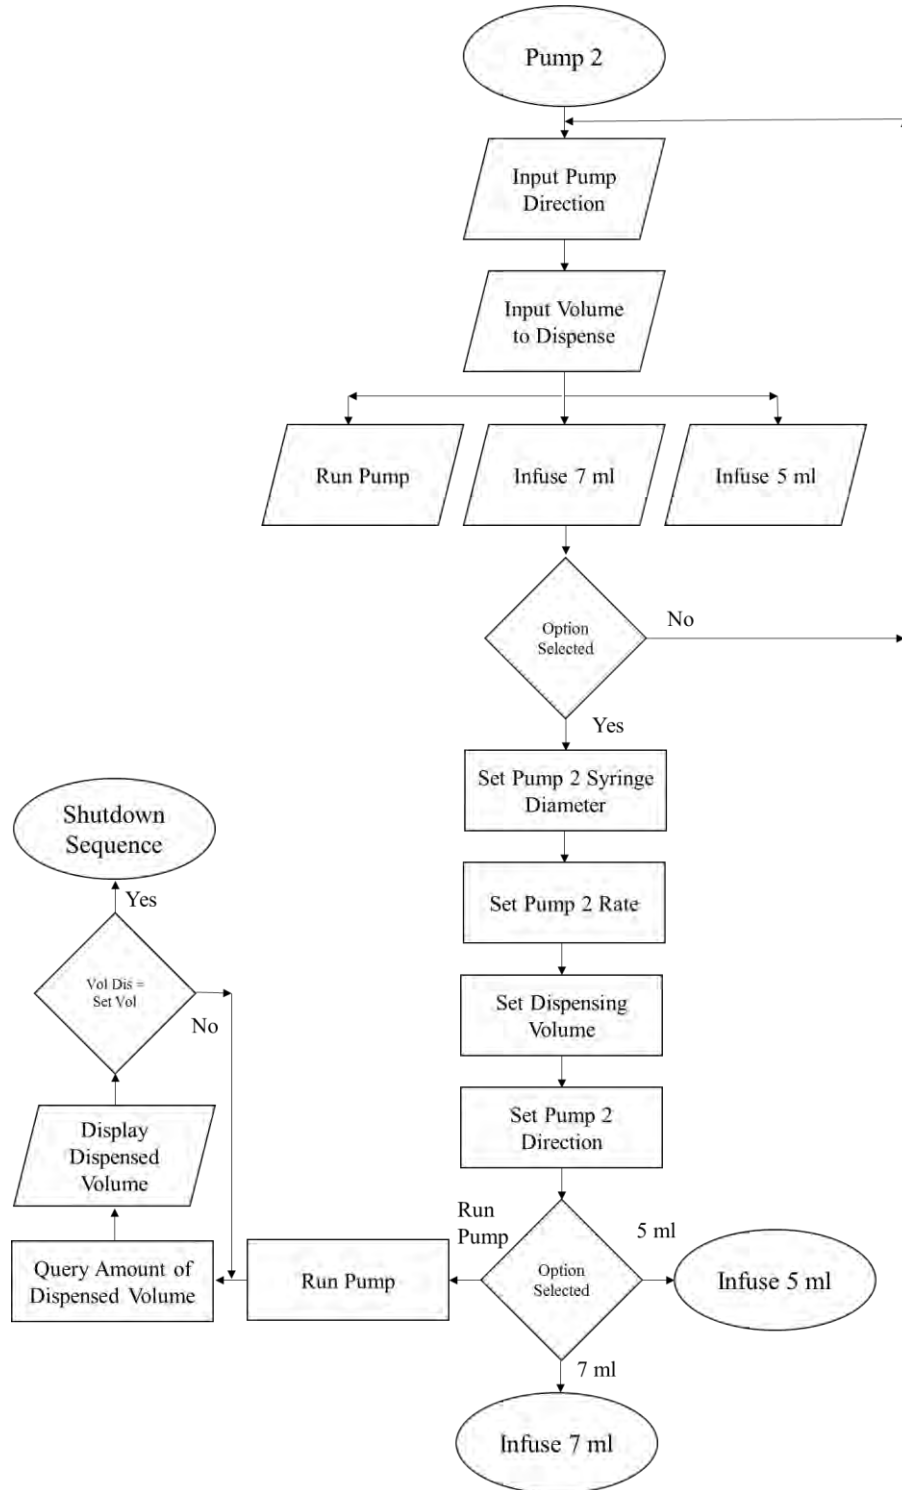 Pump 2
Input Pump
Direction
Input Volume
to Dispense
Run Pump
Infuse 7 ml
Infuse 5 ml
Option
Selected
No
Yes
Set Pump 2 Syringe
Diameter
Set Pump 2 Rate
Set Dispensing
Volume
Set Pump 2
Direction
Option
Selected
5 ml
Infuse 5 ml
7 ml
Infuse 7 ml
Run
Pump
Run Pump
Query Amount of
Dispensed Volume
Display
Dispensed
Volume
Vol Dis =
Set Vol
No
Yes
Shutdown
Sequence